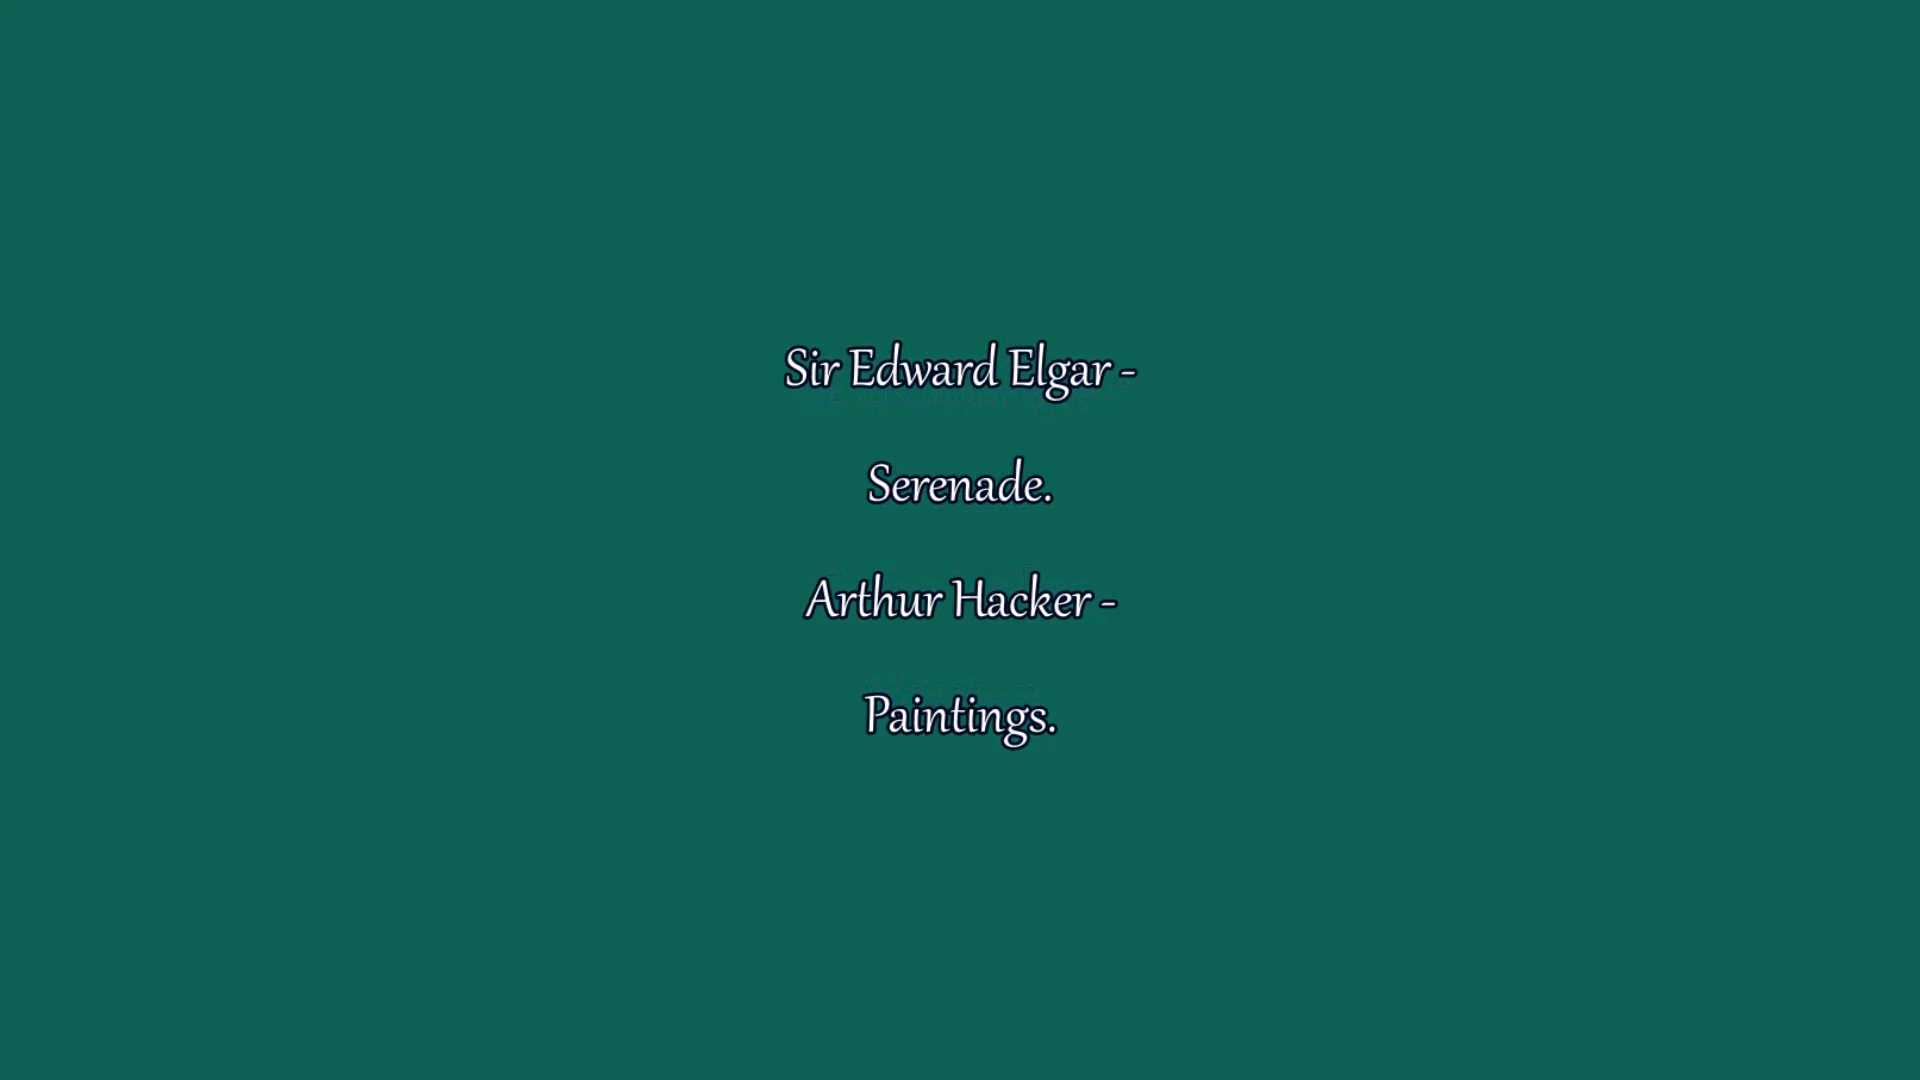 Sir Edward Elgar -
Serenade.
Arthur Hacker -
Paintings.